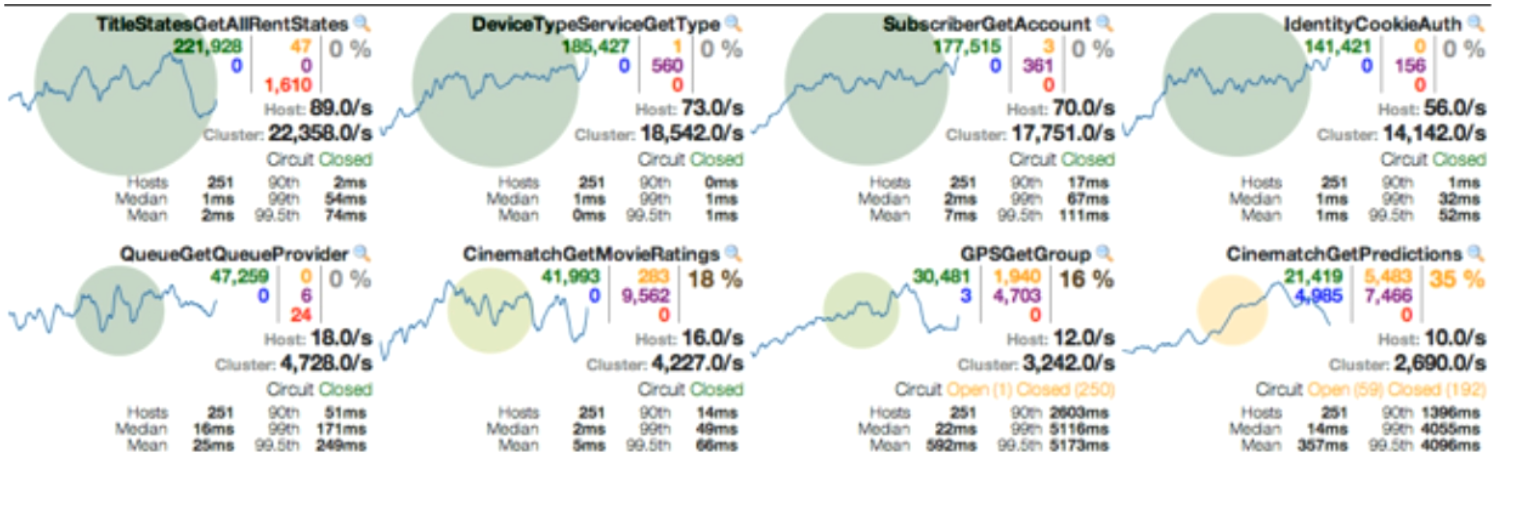 TitleStatesGetAllRentStates
221,928 47 0 %
0 0
1,610
Host: 89.0/s
Cluster: 22,358.0/s
Circuit Closed
Hosts 251 90th 2ms
Median 1ms 99th 54ms
Mean 2ms 99.5th 74ms
DeviceTypeServiceGetType
185,427 1 0 %
0 560
0
Host: 73.0/s
Cluster: 18,542.0/s
Circuit Closed
Hosts 251 90th 0ms
Median 1ms 99th 1ms
Mean 0ms 99.5th 1ms
SubscriberGetAccount
177,515 3 0 %
0 361
0
Host: 70.0/s
Cluster: 17,751.0/s
Circuit Closed
Hosts 251 90th 17ms
Median 2ms 99th 67ms
Mean 7ms 99.5th 111ms
IdentityCookieAuth
141,421 0 0 %
0 156
0
Host: 56.0/s
Cluster: 14,142.0/s
Circuit Closed
Hosts 251 90th 1ms
Median 1ms 99th 32ms
Mean 1ms 99.5th 52ms
QueueGetQueueProvider
47,259 0 0 %
0 6
24
Host: 18.0/s
Cluster: 4,728.0/s
Circuit Closed
Hosts 251 90th 51ms
Median 16ms 99th 171ms
Mean 25ms 99.5th 249ms
CinematchGetMovieRatings
41,993 283 18 %
0 9,562
0
Host: 16.0/s
Cluster: 4,227.0/s
Circuit Closed
Hosts 251 90th 14ms
Median 2ms 99th 49ms
Mean 5ms 99.5th 66ms
GPSGetGroup
30,481 1,940 16 %
3 4,703
0
Host: 12.0/s
Cluster: 3,242.0/s
Circuit Open (1) Closed (250)
Hosts 251 90th 2603ms
Median 22ms 99th 5116ms
Mean 592ms 99.5th 5173ms
CinematchGetPredictions
21,419 5,483 35 %
4,985 7,466
0
Host: 10.0/s
Cluster: 2,690.0/s
Circuit Open (59) Closed (192)
Hosts 251 90th 1396ms
Median 14ms 99th 4055ms
Mean 357ms 99.5th 4096ms